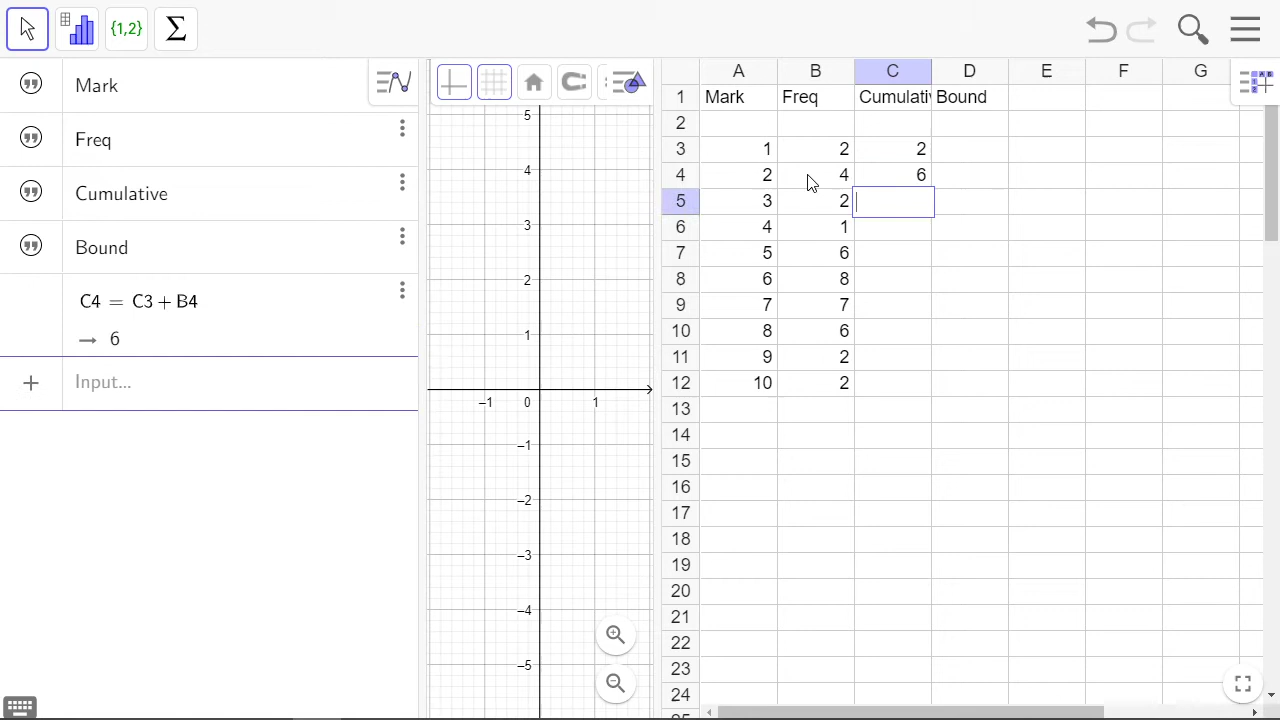 {1,2} Σ
Mark
Freq
Cumulative
Bound
C4 = C3 + B4
→ 6
Input...
5
4
3
2
1
−1 0 1
−1
−2
−3
−4
−5
A B C D E F G
1 Mark Freq Cumulativ Bound
2
3 1 2 2
4 2 4 6
5 3 2
6 4 1
7 5 6
8 6 8
9 7 7
10 8 6
11 9 2
12 10 2
13
14
15
16
17
18
19
20
21
22
23
24